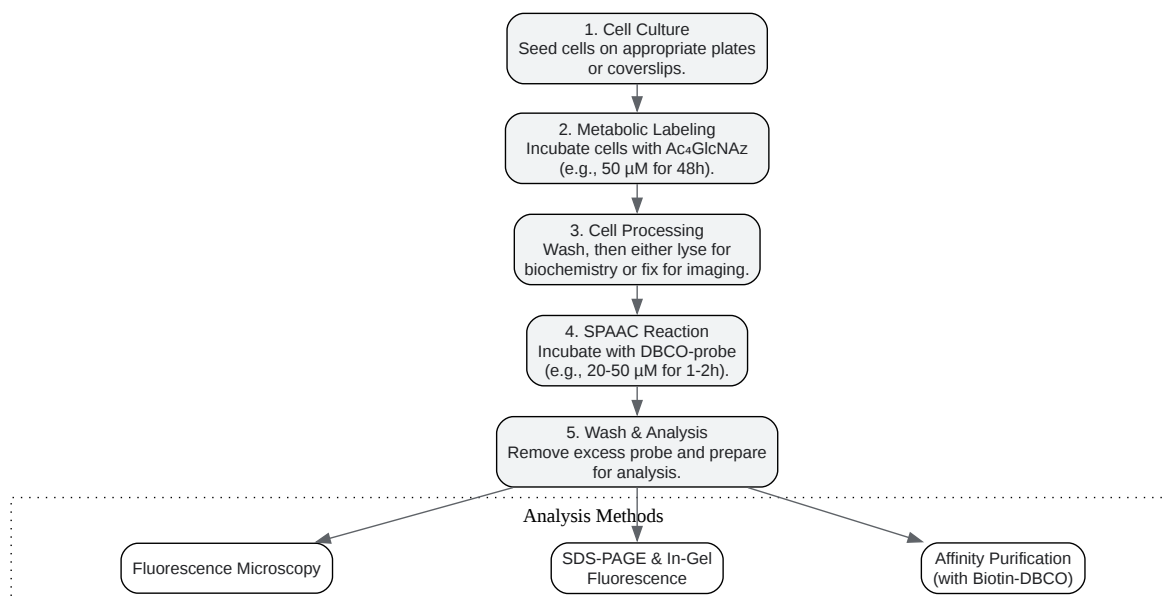 1. Cell Culture
Seed cells on appropriate plates
or coverslips.
2. Metabolic Labeling
Incubate cells with Ac₄GlcNAz
(e.g., 50 µM for 48h).
3. Cell Processing
Wash, then either lyse for
biochemistry or fix for imaging.
4. SPAAC Reaction
Incubate with DBCO-probe
(e.g., 20-50 µM for 1-2h).
5. Wash & Analysis
Remove excess probe and prepare
for analysis.
Analysis Methods
Fluorescence Microscopy
SDS-PAGE & In-Gel
Fluorescence
Affinity Purification
(with Biotin-DBCO)